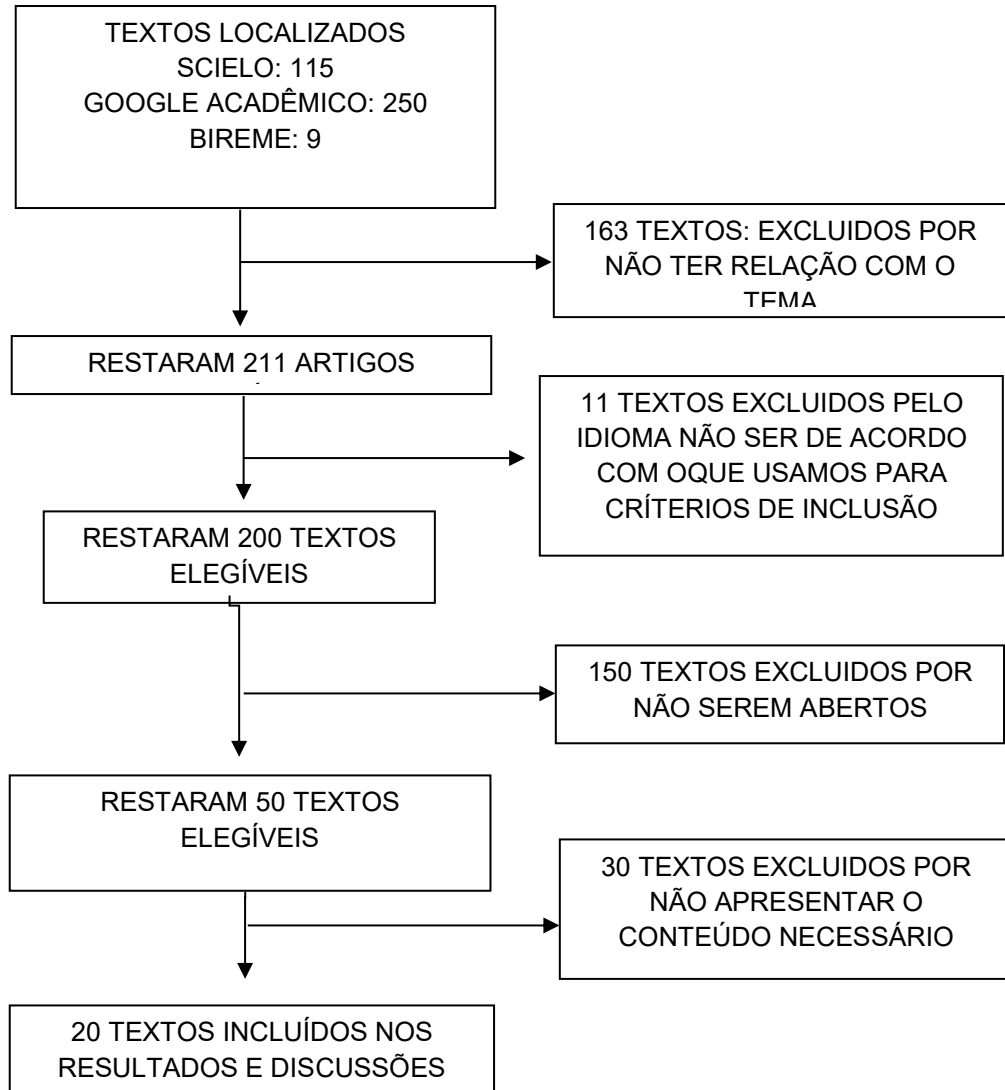 TEXTOS LOCALIZADOS
SCIELO: 115
GOOGLE ACADÊMICO: 250
BIREME: 9
163 TEXTOS: EXCLUIDOS POR
NÃO TER RELAÇÃO COM O
TEMA
RESTARAM 211 ARTIGOS
11 TEXTOS EXCLUIDOS PELO
IDIOMA NÃO SER DE ACORDO
COM OQUE USAMOS PARA
CRÍTERIOS DE INCLUSÃO
RESTARAM 200 TEXTOS
ELEGÍVEIS
150 TEXTOS EXCLUIDOS POR
NÃO SEREM ABERTOS
RESTARAM 50 TEXTOS
ELEGÍVEIS
30 TEXTOS EXCLUIDOS POR
NÃO APRESENTAR O
CONTEÚDO NECESSÁRIO
20 TEXTOS INCLUÍDOS NOS
RESULTADOS E DISCUSSÕES